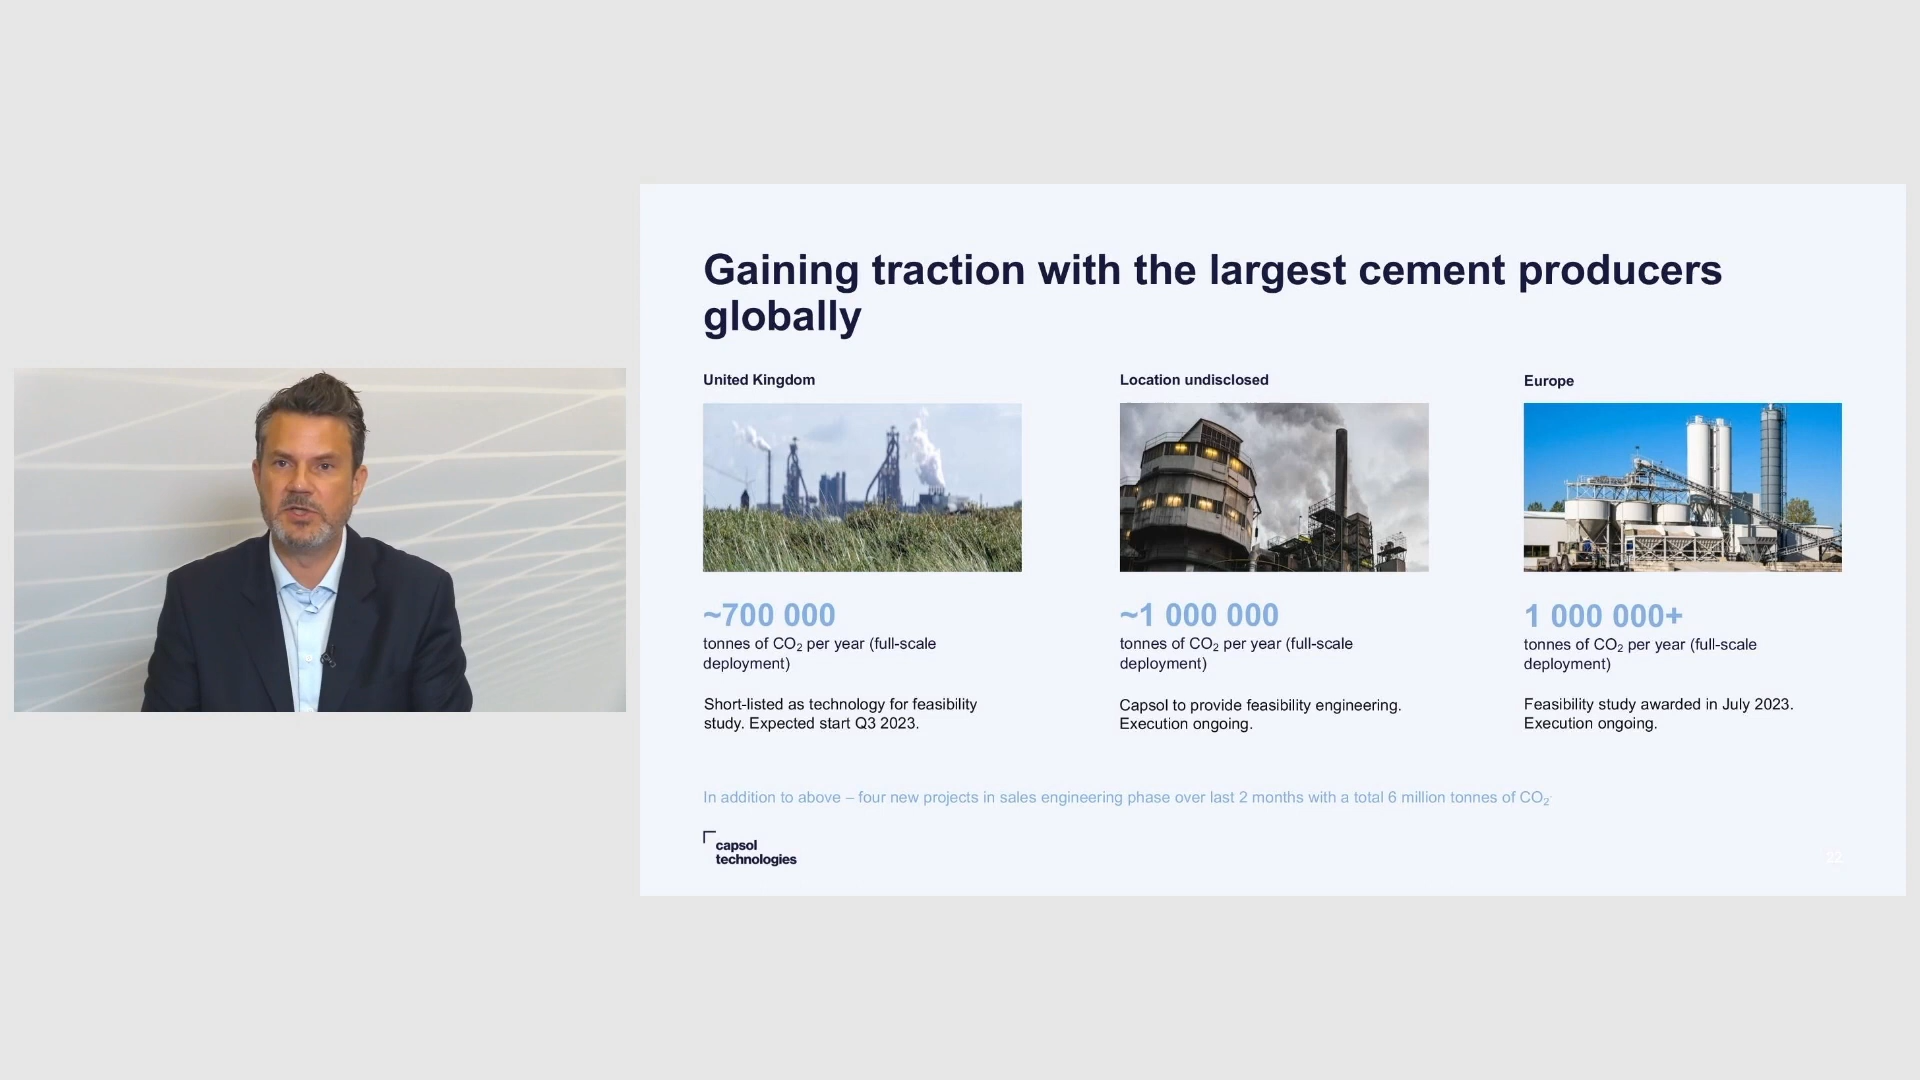 Gaining traction with the largest cement producers
globally
United Kingdom
~700 000
tonnes of CO₂ per year (full-scale
deployment)
Short-listed as technology for feasibility
study. Expected start Q3 2023.
Location undisclosed
~1 000 000
tonnes of CO₂ per year (full-scale
deployment)
Capsol to provide feasibility engineering.
Execution ongoing.
Europe
1 000 000+
tonnes of CO₂ per year (full-scale
deployment)
Feasibility study awarded in July 2023.
Execution ongoing.
In addition to above – four new projects in sales engineering phase over last 2 months with a total 6 million tonnes of CO₂
capsol
technologies
22